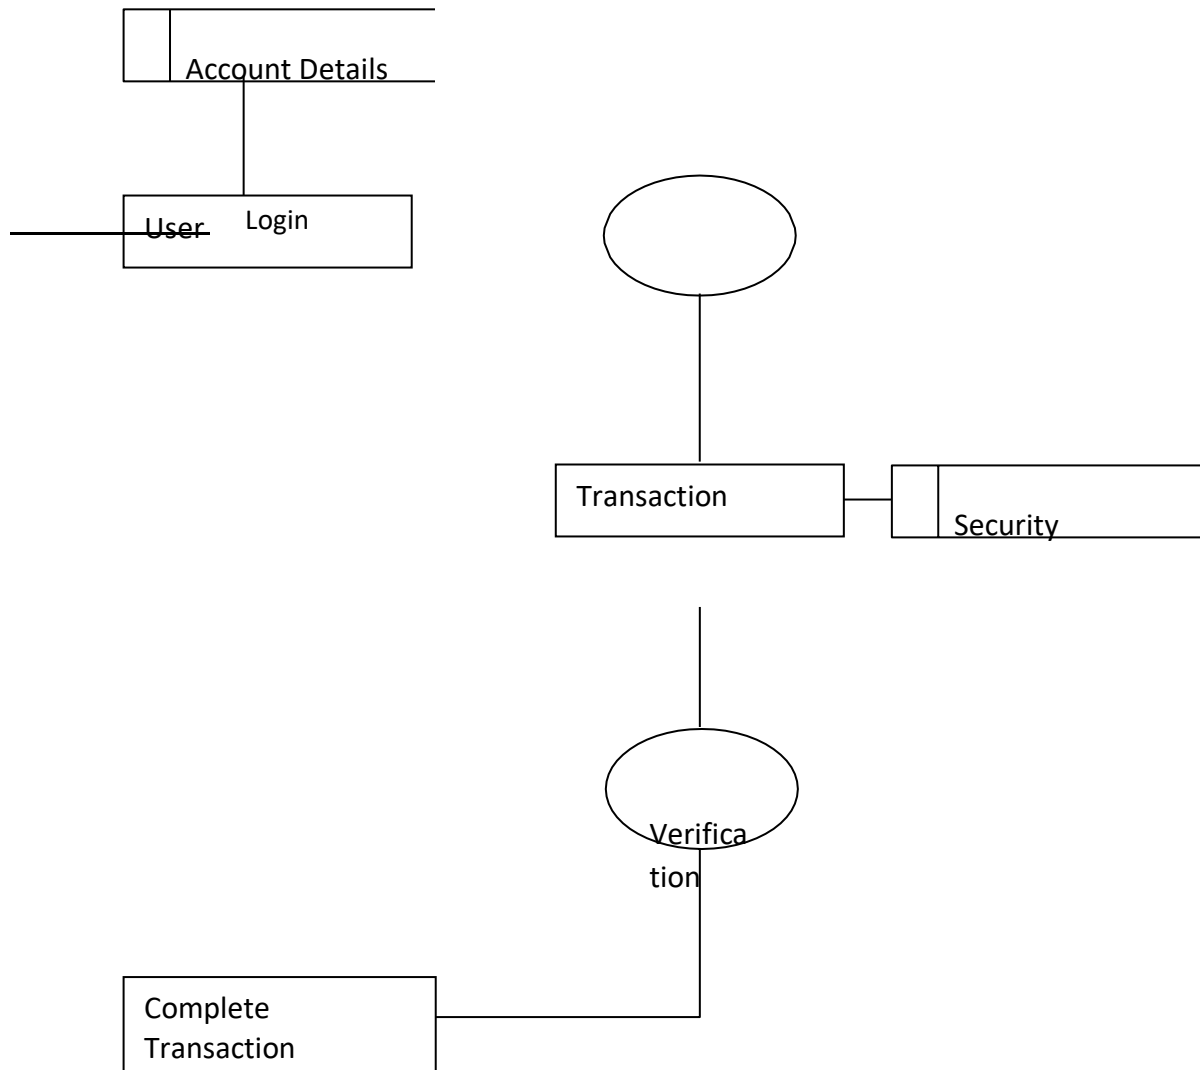 Account Details
User Login
Transaction
Security
Verifica
tion
Complete
Transaction